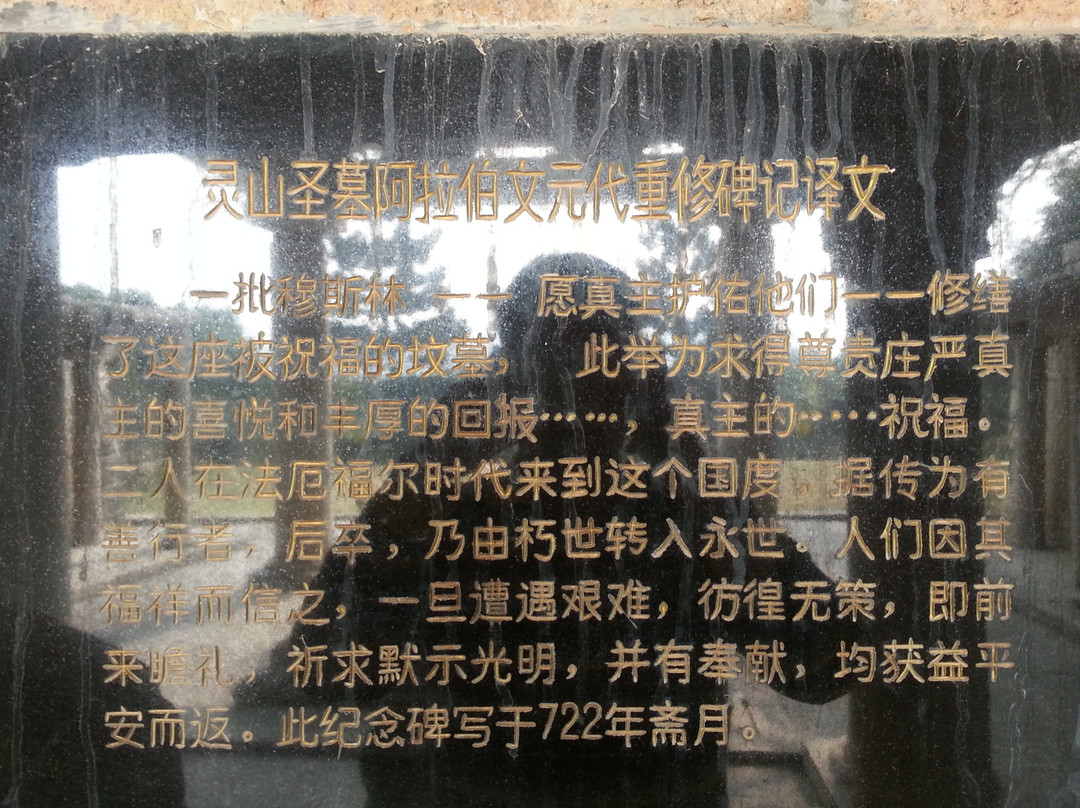 灵山圣墓阿拉伯文元代重修碑记译文
一批穆斯林 —— 愿真主护佑他们——修缮
了这座被祝福的坟墓， 此举力求得尊贵庄严真
主的喜悦和丰厚的回报……，真主的……祝福。
二人在法厄福尔时代来到这个国度，据传为有
善行者，后卒，乃由朽世转入永世。人们因其
福祥而信之，一旦遭遇艰难，彷徨无策，即前
来瞻礼，祈求默示光明，并有奉献，均获益平
安而返。此纪念碑写于722年斋月。